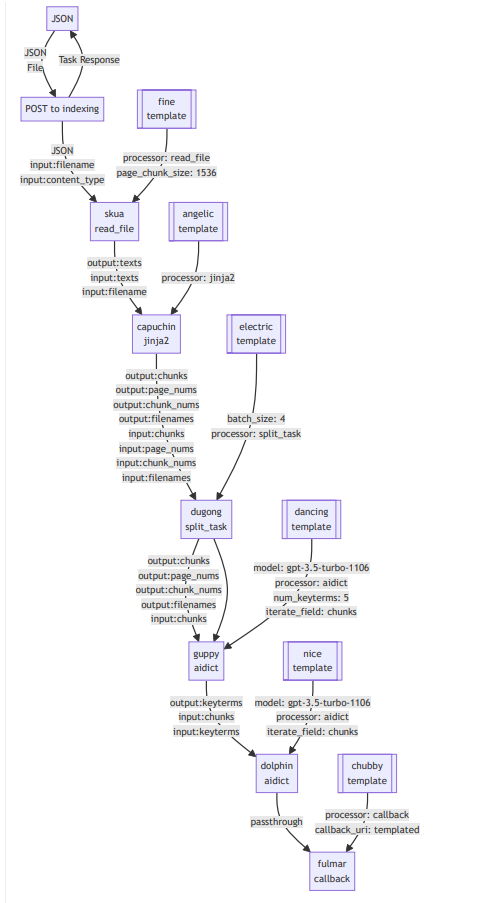 JSON
JSON
File
Task Response
POST to indexing
fine
template
JSON
input:filename
input:content_type
processor: read_file
page_chunk_size: 1536
skua
read_file
angelic
template
output:texts
input:texts
input:filename
processor: jinja2
capuchin
jinja2
electric
template
output:chunks
output:page_nums
output:chunk_nums
output:filenames
input:chunks
input:page_nums
input:chunk_nums
input:filenames
batch_size: 4
processor: split_task
dugong
split_task
dancing
template
output:chunks
output:page_nums
output:chunk_nums
output:filenames
input:chunks
model: gpt-3.5-turbo-1106
processor: aidict
num_keyterms: 5
iterate_field: chunks
guppy
aidict
nice
template
output:keyterms
input:chunks
input:keyterms
model: gpt-3.5-turbo-1106
processor: aidict
iterate_field: chunks
dolphin
aidict
chubby
template
passthrough
processor: callback
callback_uri: templated
fulmar
callback